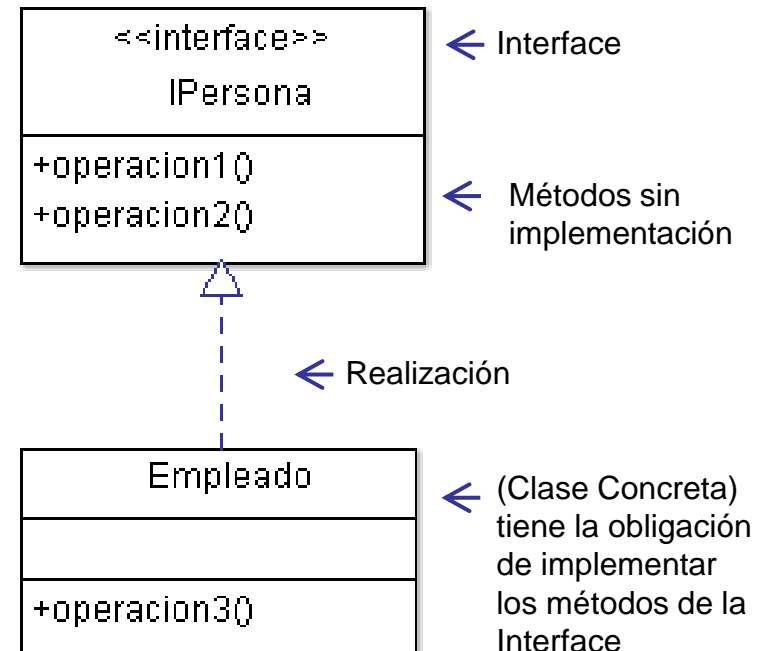 <<interface>>
IPersona
Interface
+operacion1()
+operacion2()
Métodos sin
implementación
Realización
Empleado
(Clase Concreta)
tiene la obligación
de implementar
los métodos de la
Interface
+operacion3()